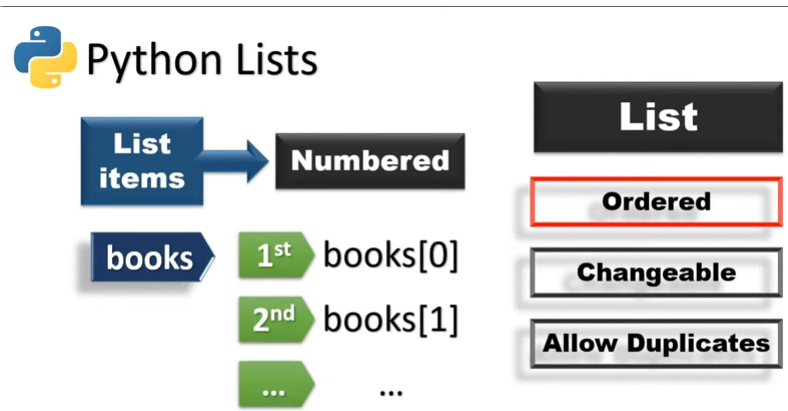 Python Lists
List
items
Numbered
books
1st books[0]
2nd books[1]
... ...
List
Ordered
Changeable
Allow Duplicates